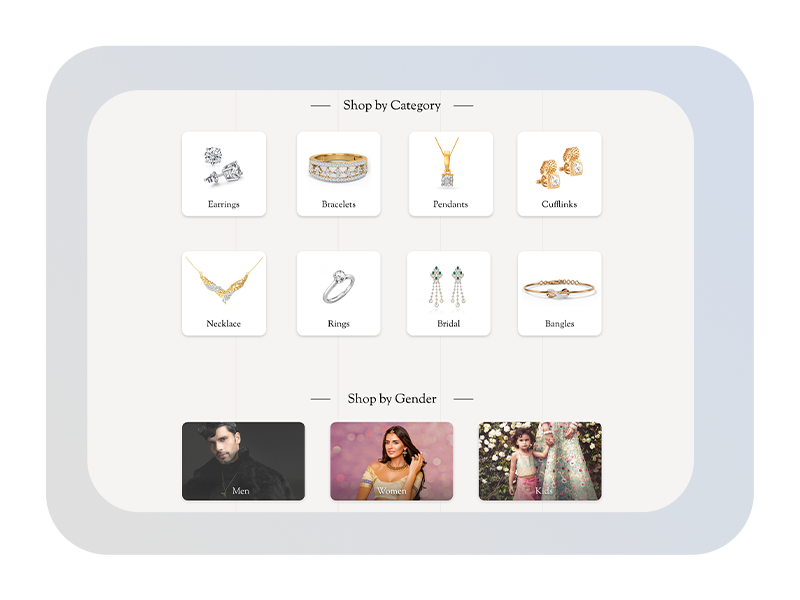 Shop by Category
Earrings
Bracelets
Pendants
Cufflinks
Necklace
Rings
Bridal
Bangles
Shop by Gender
Men
Women
Kids